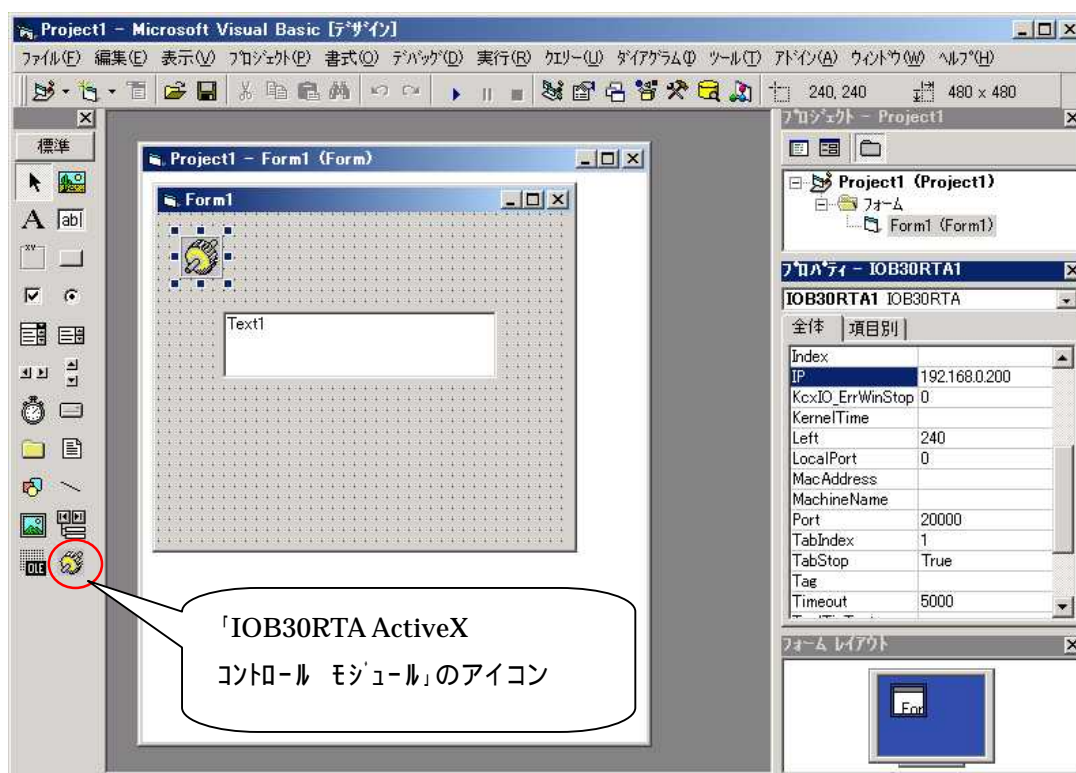 Project1 - Microsoft Visual Basic [ﾃﾞｻﾞｲﾝ]
ﾌｧｲﾙ(F) 編集(E) 表示(V) ﾌﾟﾛｼﾞｪｸﾄ(P) 書式(O) ﾃﾞﾊﾞｯｸﾞ(D) 実行(R) ｸｴﾘｰ(U) ﾀﾞｲｱｸﾞﾗﾑ(I) ﾂｰﾙ(T) ｱﾄﾞｲﾝ(A) ｳｨﾝﾄﾞｳ(W) ﾍﾙﾌﾟ(H)
240, 240
480 x 480
標準
A
ab|
XY
OLE
Project1 - Form1 (Form)
Form1
Text1
「IOB30RTA ActiveX
ｺﾝﾄﾛｰﾙ ﾓｼﾞｭｰﾙ」のアイコン
ﾌﾟﾛｼﾞｪｸﾄ - Project1
Project1 (Project1)
ﾌｫｰﾑ
Form1 (Form1)
ﾌﾟﾛﾊﾟﾃｨ - IOB30RTA1
IOB30RTA1 IOB30RTA
全体 項目別
Index
IP 192.168.0.200
KcxIO_ErrWinStop 0
KernelTime
Left 240
LocalPort 0
MacAddress
MachineName
Port 20000
TabIndex 1
TabStop True
Tag
Timeout 5000
ﾌｫｰﾑ ﾚｲｱｳﾄ
For